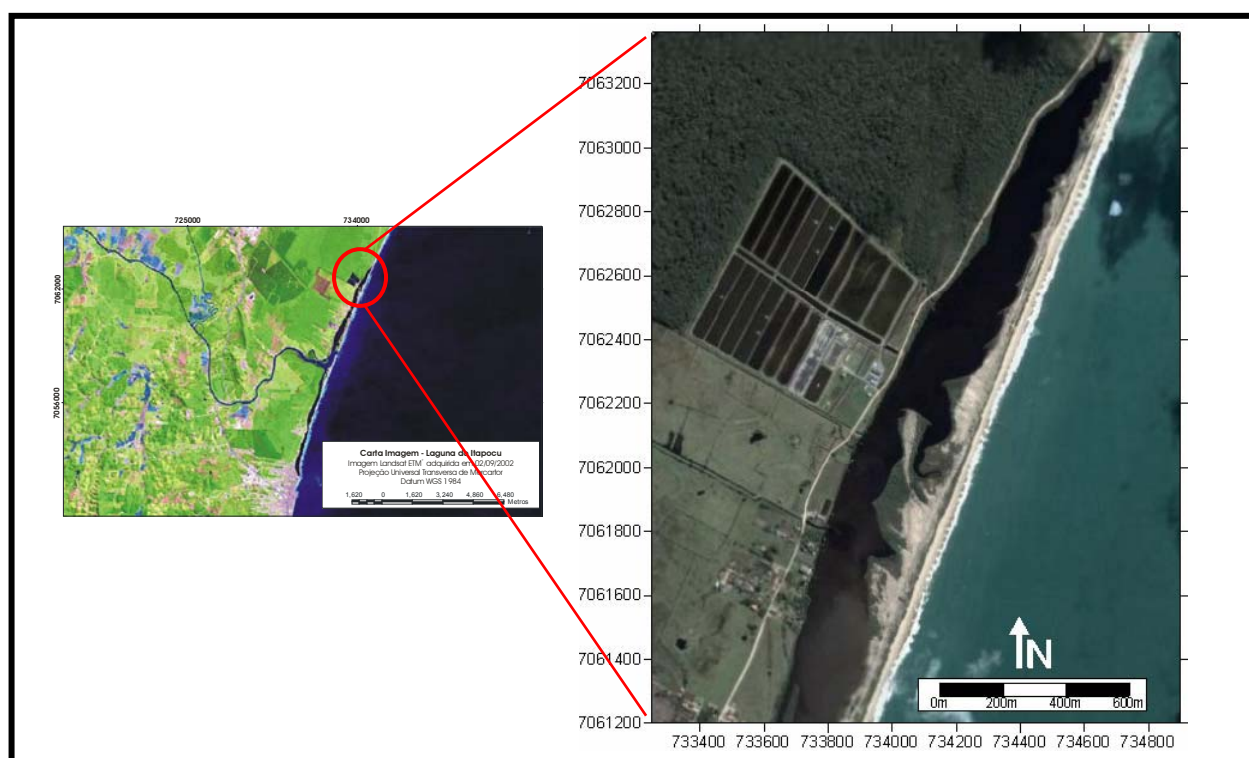 725000 734000
7062000
7056000
Carta Imagem - Laguna do Itapocu
Imagem Landsat ETM+ adquirida em 02/09/2002
Projeção Universal Transversa de Mercartor
Datum WGS 1984
1,620 0 1,620 3,240 4,860 6,480
Metros
7063200
7063000
7062800
7062600
7062400
7062200
7062000
7061800
7061600
7061400
7061200
N
0m 200m 400m 600m
733400 733600 733800 734000 734200 734400 734600 734800